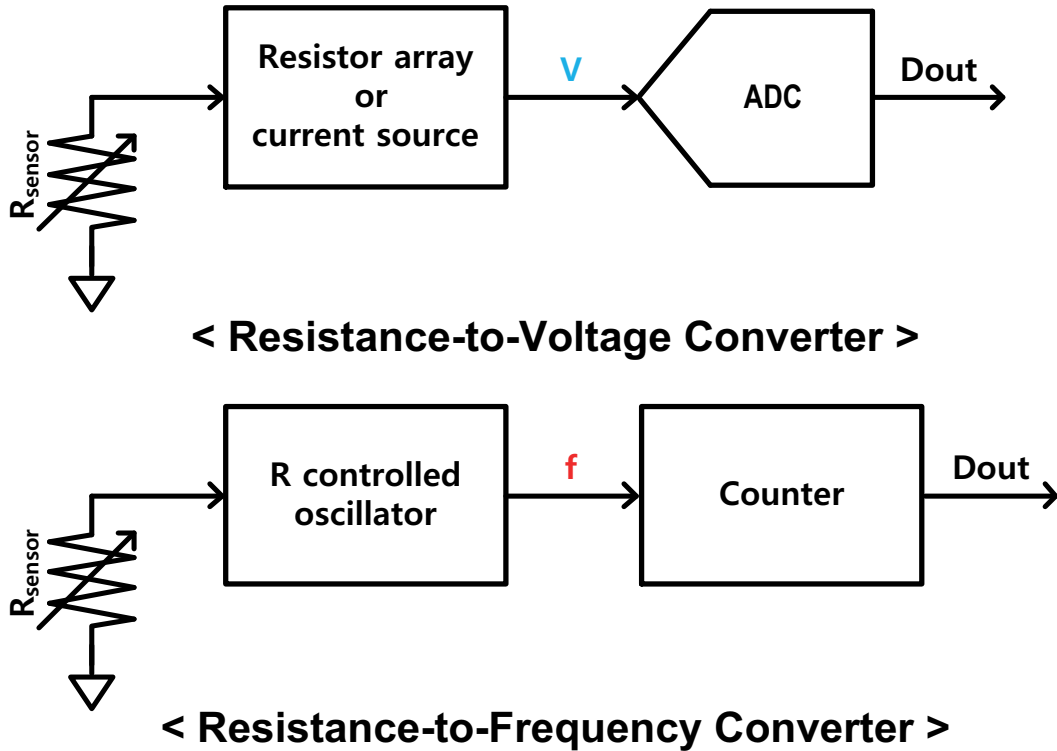 Resistor array
or
current source
V
ADC
Dout
Rsensor
< Resistance-to-Voltage Converter >
R controlled
oscillator
f
Counter
Dout
Rsensor
< Resistance-to-Frequency Converter >